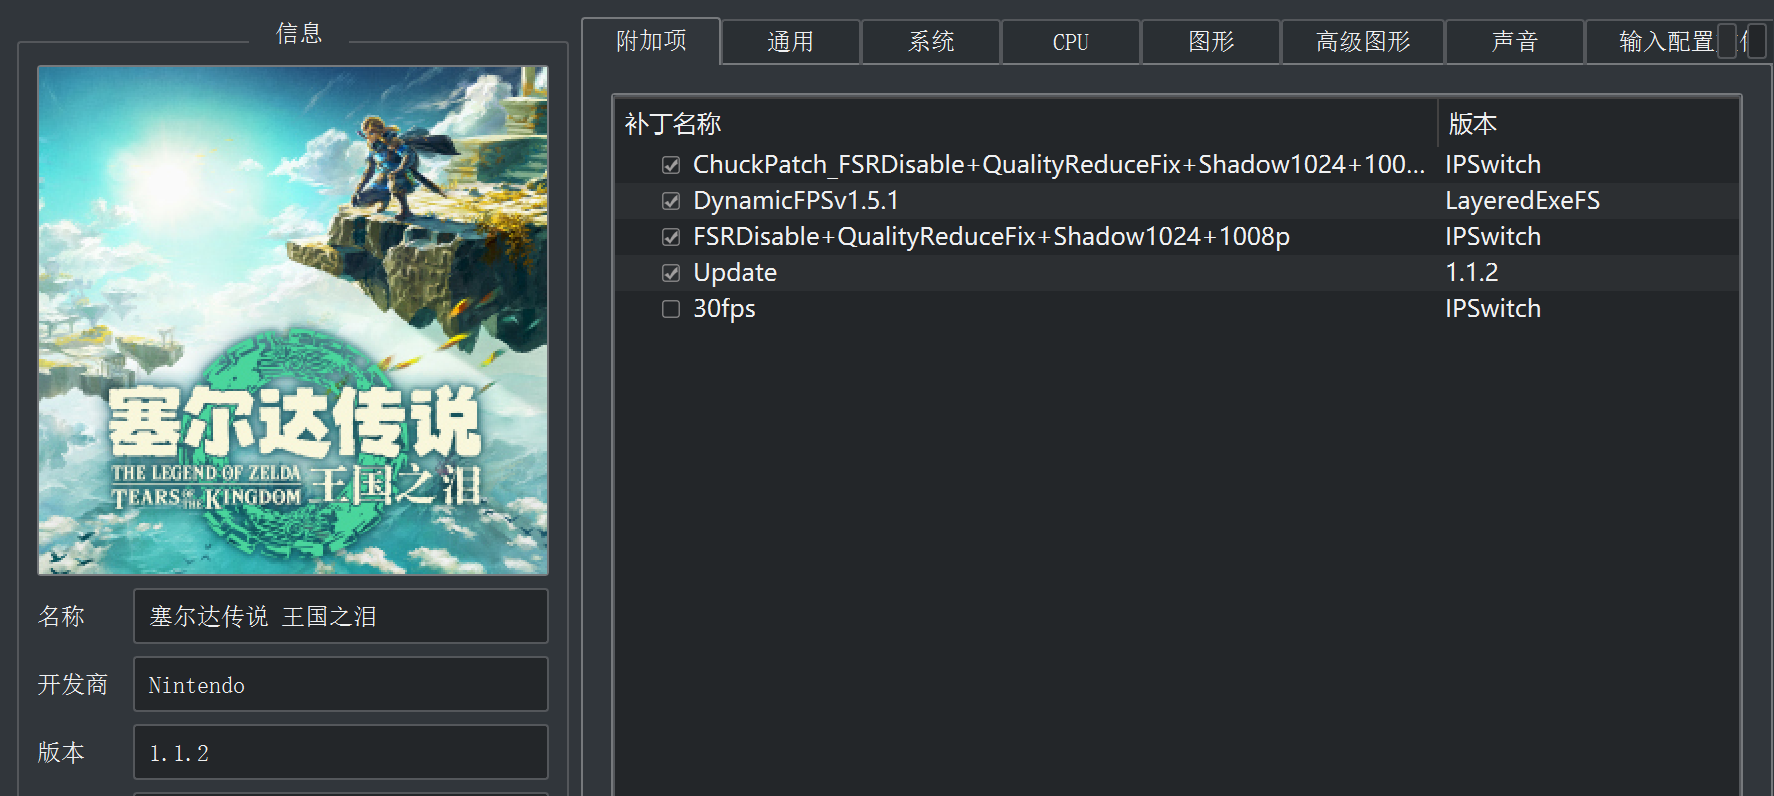 信息
塞尔达传说
THE LEGEND OF ZELDA
TEARS OF THE KINGDOM 王国之泪
名称 塞尔达传说 王国之泪
开发商 Nintendo
版本 1.1.2
附加项 通用 系统 CPU 图形 高级图形 声音 输入配置
补丁名称 版本
ChuckPatch_FSRDisable+QualityReduceFix+Shadow1024+100... IPSwitch
DynamicFPSv1.5.1 LayeredExeFS
FSRDisable+QualityReduceFix+Shadow1024+1008p IPSwitch
Update 1.1.2
30fps IPSwitch